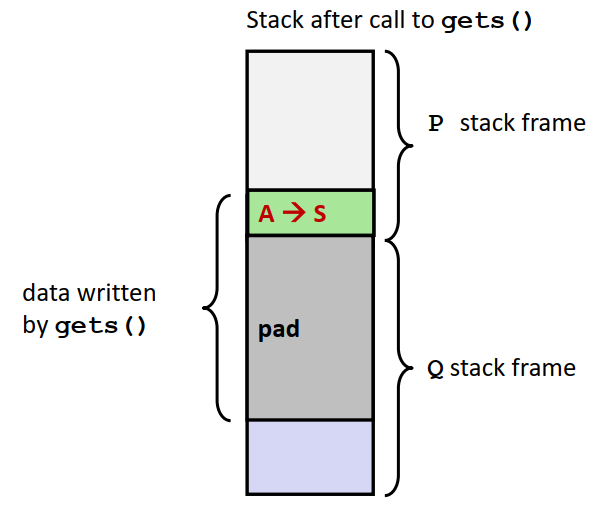 Stack after call to gets()
P stack frame
A → S
data written
by gets()
pad
Q stack frame